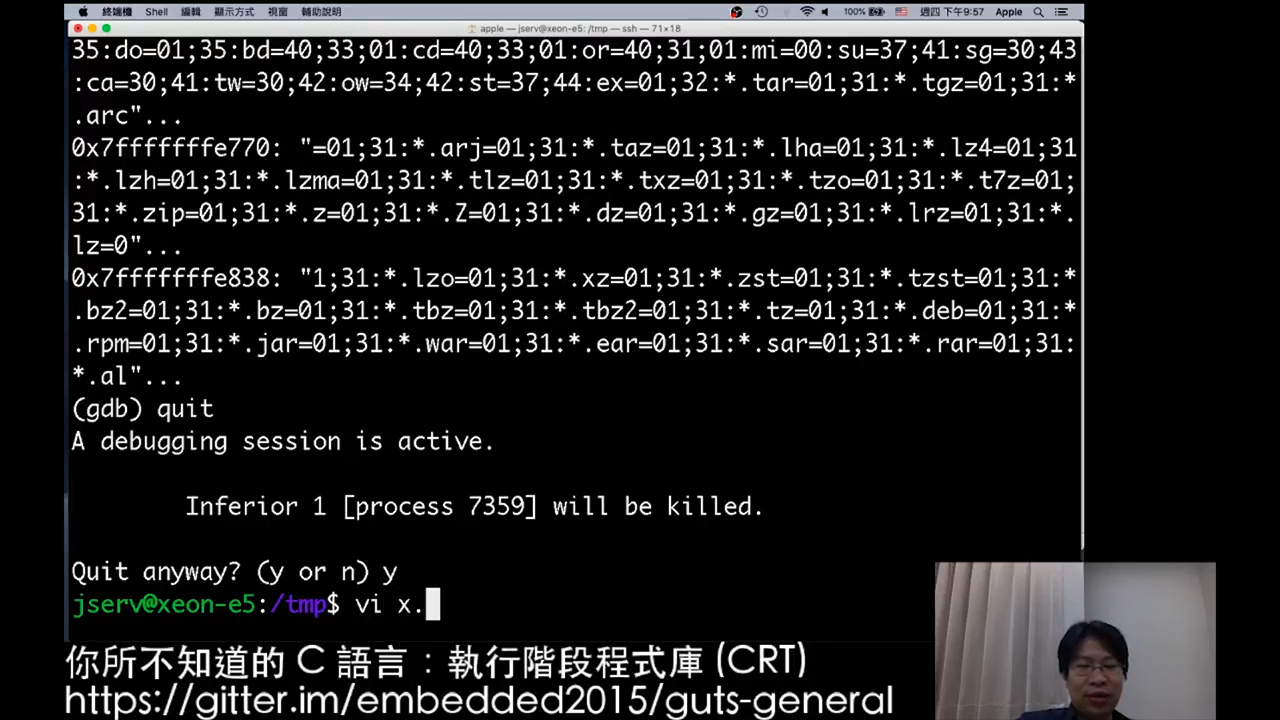 終端機 Shell 編輯 顯示方式 視窗 輔助說明 100% 週四 下午9:57 Apple
apple — jserv@xeon-e5: /tmp — ssh — 71×18
35:do=01;35:bd=40;33;01:cd=40;33;01:or=40;31;01:mi=00:su=37;41:sg=30;43
:ca=30;41:tw=30;42:ow=34;42:st=37;44:ex=01;32:*.tar=01;31:*.tgz=01;31:*
.arc"...
0x7fffffffe770: "=01;31:*.arj=01;31:*.taz=01;31:*.lha=01;31:*.lz4=01;31
:*.lzh=01;31:*.lzma=01;31:*.tlz=01;31:*.txz=01;31:*.tzo=01;31:*.t7z=01;
31:*.zip=01;31:*.z=01;31:*.Z=01;31:*.dz=01;31:*.gz=01;31:*.lrz=01;31:*.
lz=0"...
0x7fffffffe838: "1;31:*.lzo=01;31:*.xz=01;31:*.zst=01;31:*.tzst=01;31:*
.bz2=01;31:*.bz=01;31:*.tbz=01;31:*.tbz2=01;31:*.tz=01;31:*.deb=01;31:*
.rpm=01;31:*.jar=01;31:*.war=01;31:*.ear=01;31:*.sar=01;31:*.rar=01;31:
*.al"...
(gdb) quit
A debugging session is active.
Inferior 1 [process 7359] will be killed.
Quit anyway? (y or n) y
jserv@xeon-e5:/tmp$ vi x.
你所不知道的 C 語言：執行階段程式庫 (CRT)
https://gitter.im/embedded2015/guts-general